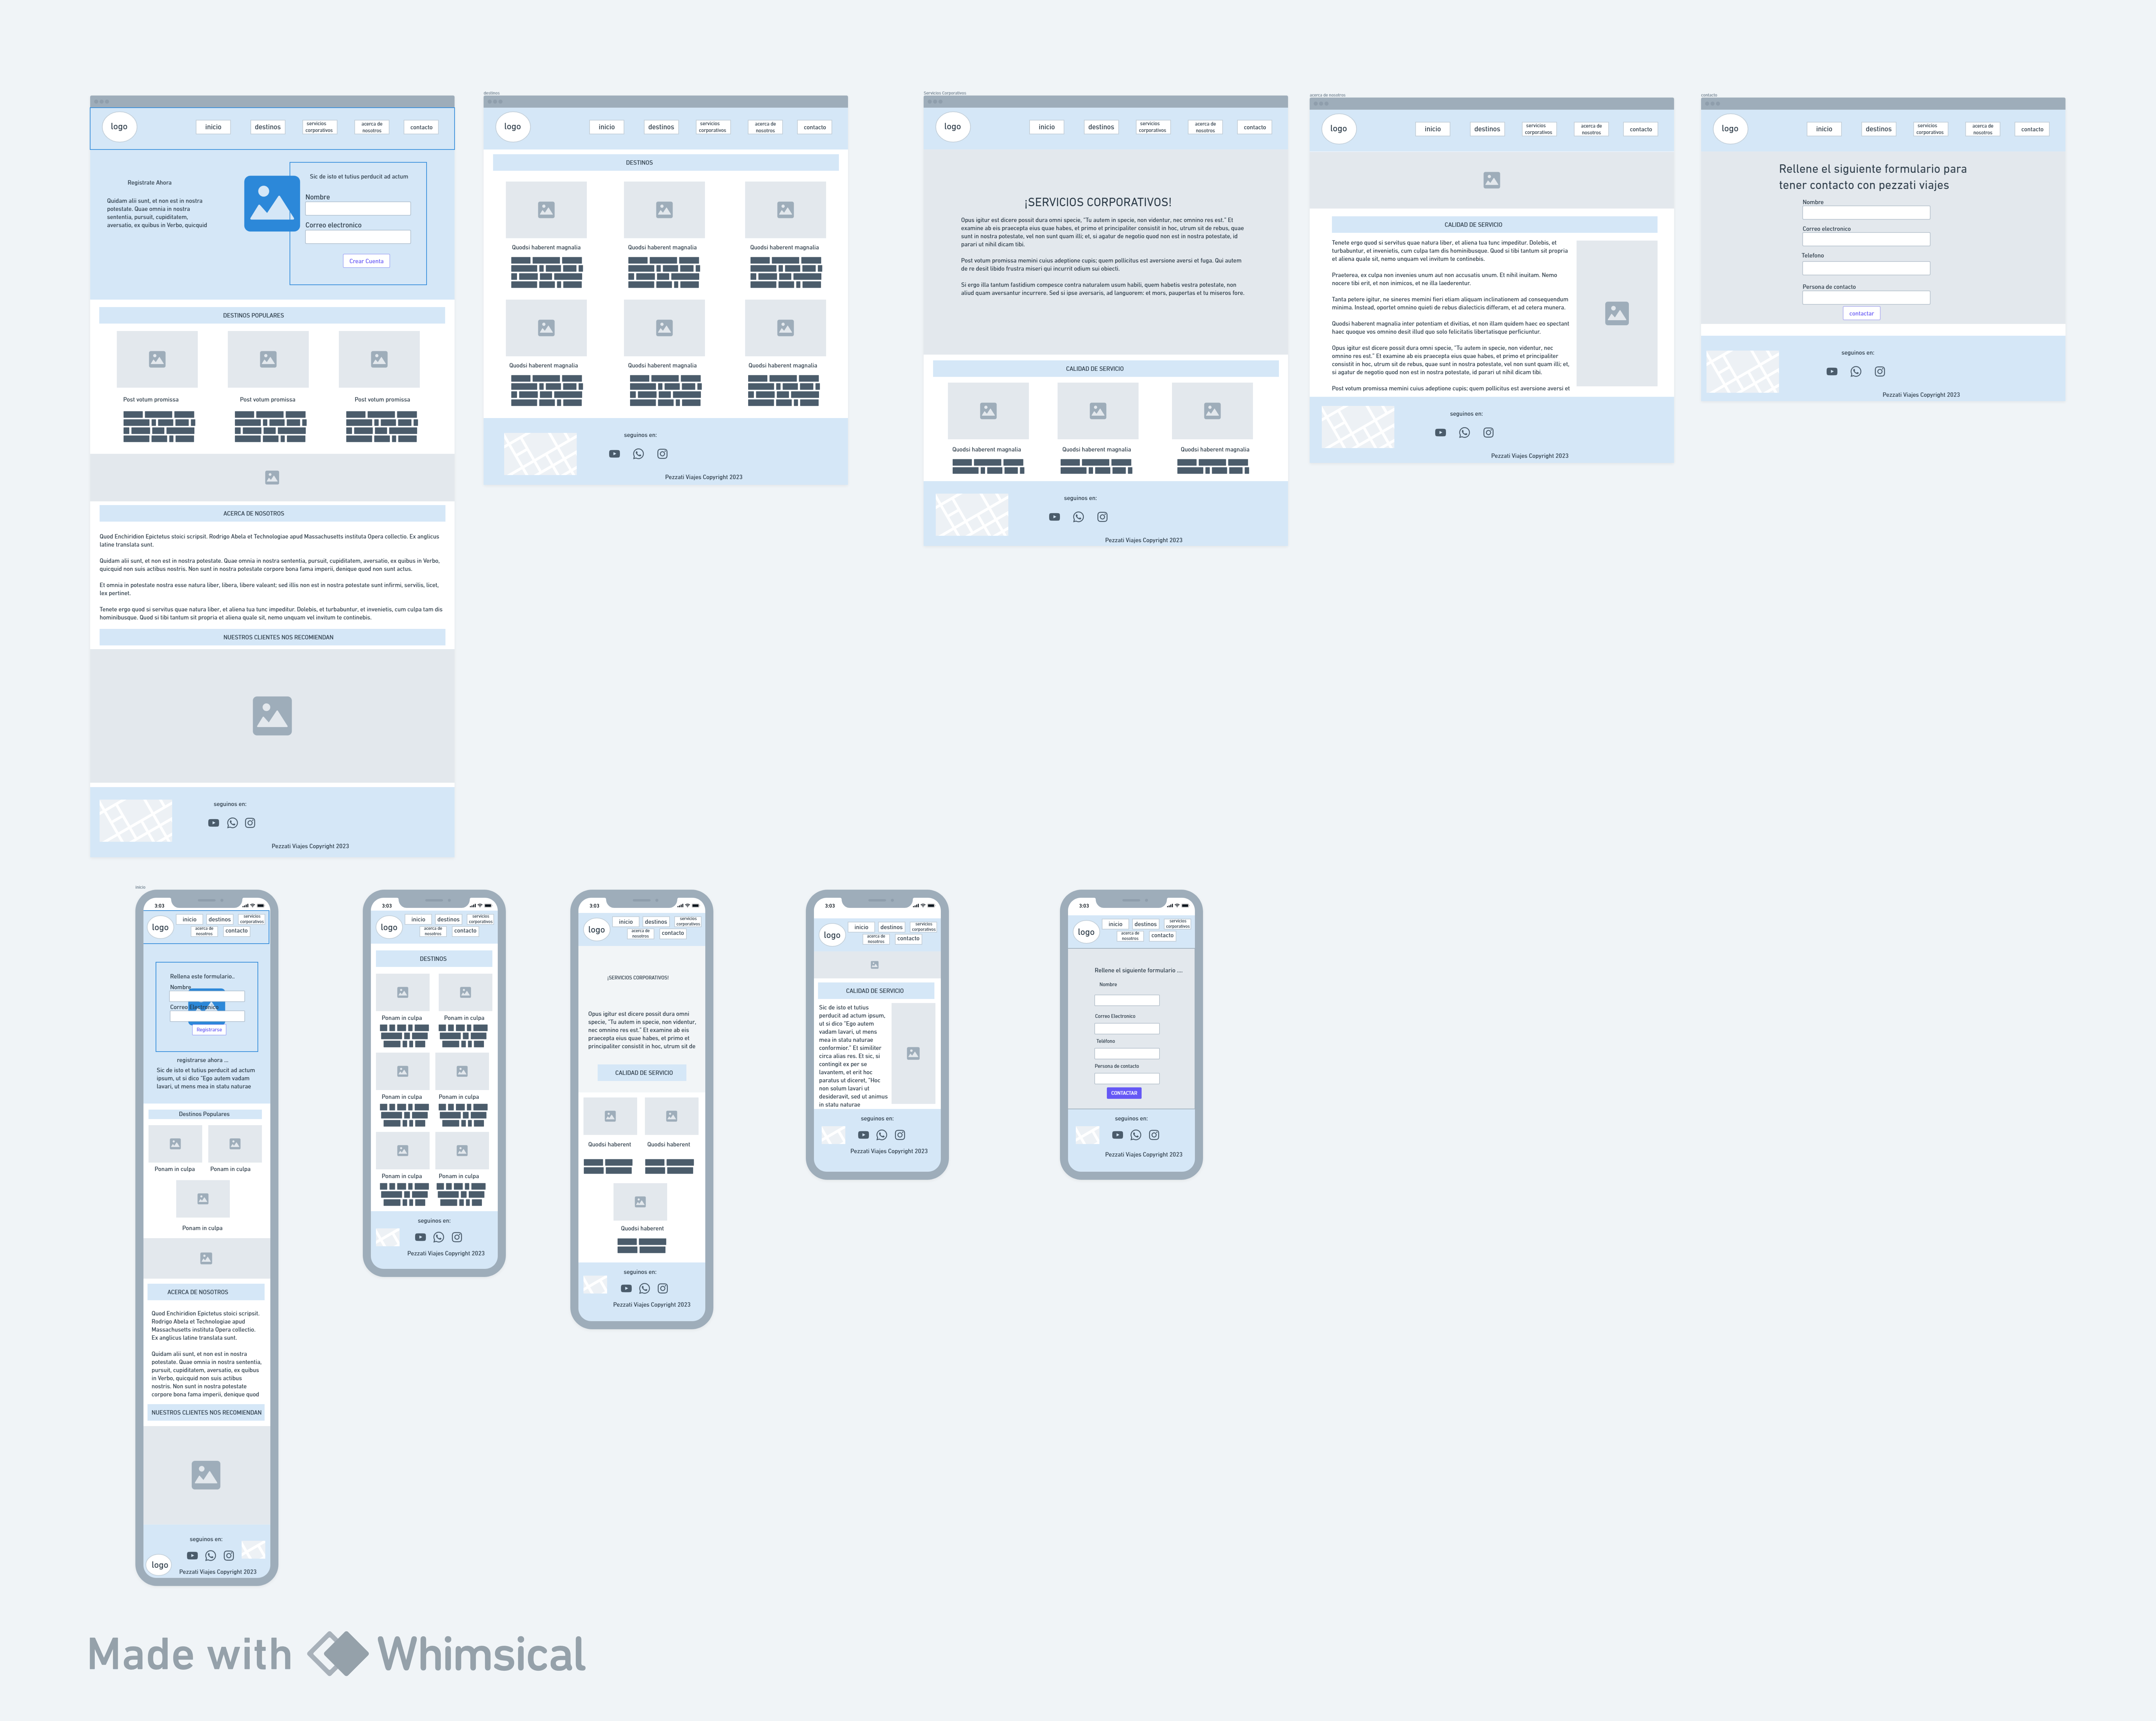 logo
inicio
destinos
servicios
corporativos
acerca de
nosotros
contacto
Registrate Ahora
Quidam alii sunt, et non est in nostra
potestate. Quae omnia in nostra
sententia, pursuit, cupiditatem,
aversatio, ex quibus in Verbo, quicquid
Sic de isto et tutius perducit ad actum
Nombre
Correo electronico
Crear Cuenta
DESTINOS POPULARES
Post votum promissa
Post votum promissa
Post votum promissa
ACERCA DE NOSOTROS
Quod Enchiridion Epictetus stoici scripsit. Rodrigo Abela et Technologiae apud Massachusetts instituta Opera collectio. Ex anglicus
latine translata sunt.
Quidam alii sunt, et non est in nostra potestate. Quae omnia in nostra sententia, pursuit, cupiditatem, aversatio, ex quibus in Verbo,
quicquid non suis actibus nostris. Non sunt in nostra potestate corpore bona fama imperii, denique quod non sunt actus.
Et omnia in potestate nostra esse natura liber, libera, libere valeant; sed illis non est in nostra potestate sunt infirmi, servilis, licet,
lex pertinet.
Tenete ergo quod si servitus quae natura liber, et aliena tua tunc impeditur. Dolebis, et turbabuntur, et invenietis, cum culpa tam dis
hominibusque. Quod si tibi tantum sit propria et aliena quale sit, nemo unquam vel invitum te continebis.
NUESTROS CLIENTES NOS RECOMIENDAN
seguinos en:
Pezzati Viajes Copyright 2023
destinos
logo
inicio
destinos
servicios
corporativos
acerca de
nosotros
contacto
DESTINOS
Quodsi haberent magnalia
Quodsi haberent magnalia
Quodsi haberent magnalia
Quodsi haberent magnalia
Quodsi haberent magnalia
Quodsi haberent magnalia
seguinos en:
Pezzati Viajes Copyright 2023
Servicios Corporativos
logo
inicio
destinos
servicios
corporativos
acerca de
nosotros
contacto
¡SERVICIOS CORPORATIVOS!
Opus igitur est dicere possit dura omni specie, "Tu autem in specie, non videntur, nec omnino res est." Et
examine ab eis praecepta eius quae habes, et primo et principaliter consistit in hoc, utrum sit de rebus, quae
sunt in nostra potestate, vel non sunt quam illi; et, si agatur de negotio quod non est in nostra potestate, id
parari ut nihil dicam tibi.
Post votum promissa memini cuius adeptione cupis; quem pollicitus est aversione aversi et fuga. Qui autem
de re desit libido frustra miseri qui incurrit odium sui obiecti.
Si ergo illa tantum fastidium compesce contra naturalem usum habili, quem habetis vestra potestate, non
aliud quam aversantur incurrere. Sed si ipse aversaris, ad languorem; et mors, paupertas et tu miseros fore.
CALIDAD DE SERVICIO
Quodsi haberent magnalia
Quodsi haberent magnalia
Quodsi haberent magnalia
seguinos en:
Pezzati Viajes Copyright 2023
acerca de nosotros
logo
inicio
destinos
servicios
corporativos
acerca de
nosotros
contacto
CALIDAD DE SERVICIO
Tenete ergo quod si servitus quae natura liber, et aliena tua tunc impeditur. Dolebis, et
turbabuntur, et invenietis, cum culpa tam dis hominibusque. Quod si tibi tantum sit propria
et aliena quale sit, nemo unquam vel invitum te continebis.
Praeterea, ex culpa non invenies unum aut non accusatis unum. Et nihil inuitam. Nemo
nocere tibi erit, et non inimicos, et ne illa laederentur.
Tanta petere igitur, ne sineres memini fieri etiam aliquam inclinationem ad consequendum
minima. Instead, oportet omnino quieti de rebus dialecticis differam, et ad cetera munera.
Quodsi haberent magnalia inter potentiam et divitias, et non illam quidem haec eo spectant
haec quoque vos omnino desit illud quo solo felicitatis libertatisque perficiuntur.
Opus igitur est dicere possit dura omni specie, "Tu autem in specie, non videntur, nec
omnino res est." Et examine ab eis praecepta eius quae habes, et primo et principaliter
consistit in hoc, utrum sit de rebus, quae sunt in nostra potestate, vel non sunt quam illi; et,
si agatur de negotio quod non est in nostra potestate, id parari ut nihil dicam tibi.
Post votum promissa memini cuius adeptione cupis; quem pollicitus est aversione aversi et
seguinos en:
Pezzati Viajes Copyright 2023
contacto
logo
inicio
destinos
servicios
corporativos
acerca de
nosotros
contacto
Rellene el siguiente formulario para
tener contacto con pezzati viajes
Nombre
Correo electronico
Telefono
Persona de contacto
contactar
seguinos en:
Pezzati Viajes Copyright 2023
INICIO
3:03
logo
inicio
destinos
servicios
corporativos
acerca de
nosotros
contacto
Rellena este formulario..
Nombre
Correo Electronico
Registrarse
registrarse ahora ...
Sic de isto et tutius perducit ad actum
ipsum, ut si dico "Ego autem vadam
lavari, ut mens mea in statu naturae
Destinos Populares
Ponam in culpa
Ponam in culpa
Ponam in culpa
ACERCA DE NOSOTROS
Quod Enchiridion Epictetus stoici scripsit.
Rodrigo Abela et Technologiae apud
Massachusetts instituta Opera collectio.
Ex anglicus latine translata sunt.
Quidam alii sunt, et non est in nostra
potestate. Quae omnia in nostra sententia,
pursuit, cupiditatem, aversatio, ex quibus
in Verbo, quicquid non suis actibus
nostris. Non sunt in nostra potestate
corpore bona fama imperii, denique quod
NUESTROS CLIENTES NOS RECOMIENDAN
seguinos en:
logo
Pezzati Viajes Copyright 2023
3:03
logo
inicio
destinos
servicios
corporativos
acerca de
nosotros
contacto
DESTINOS
Ponam in culpa
Ponam in culpa
Ponam in culpa
Ponam in culpa
Ponam in culpa
Ponam in culpa
seguinos en:
Pezzati Viajes Copyright 2023
3:03
logo
inicio
destinos
servicios
corporativos
acerca de
nosotros
contacto
¡SERVICIOS CORPORATIVOS!
Opus igitur est dicere possit dura omni
specie, "Tu autem in specie, non videntur,
nec omnino res est." Et examine ab eis
praecepta eius quae habes, et primo et
principaliter consistit in hoc, utrum sit de
CALIDAD DE SERVICIO
Quodsi haberent
Quodsi haberent
Quodsi haberent
seguinos en:
Pezzati Viajes Copyright 2023
3:03
logo
inicio
destinos
servicios
corporativos
acerca de
nosotros
contacto
CALIDAD DE SERVICIO
Sic de isto et tutius
perducit ad actum ipsum,
ut si dico "Ego autem
vadam lavari, ut mens
mea in statu naturae
conformior." Et similiter
circa alias res. Et sic, si
contingit ex per se
lavantem, et erit hoc
paratus ut diceret, "Hoc
non solum lavari ut
desideravit, sed ut animus
in statu naturae
seguinos en:
Pezzati Viajes Copyright 2023
3:03
logo
inicio
destinos
servicios
corporativos
acerca de
nosotros
contacto
Rellene el siguiente formulario ....
Nombre
Correo Electronico
Teléfono
Persona de contacto
CONTACTAR
seguinos en:
Pezzati Viajes Copyright 2023
Made with Whimsical